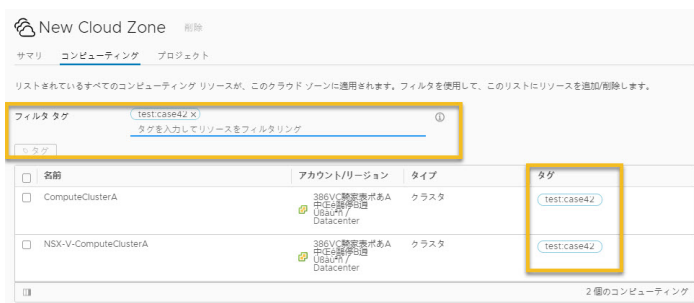 New Cloud Zone 削除
サマリ コンピューティング プロジェクト
リストされているすべてのコンピューティング リソースが、このクラウド ゾーンに適用されます。フィルタを使用して、このリストにリソースを追加/削除します。
フィルタ タグ test:case42 ×
タグを入力してリソースをフィルタリング
タグ
名前 アカウント/リージョン タイプ タグ
ComputeClusterA
Datacenter
クラスタ test:case42
NSX-V-ComputeClusterA
Datacenter
クラスタ test:case42
2 個のコンピューティング